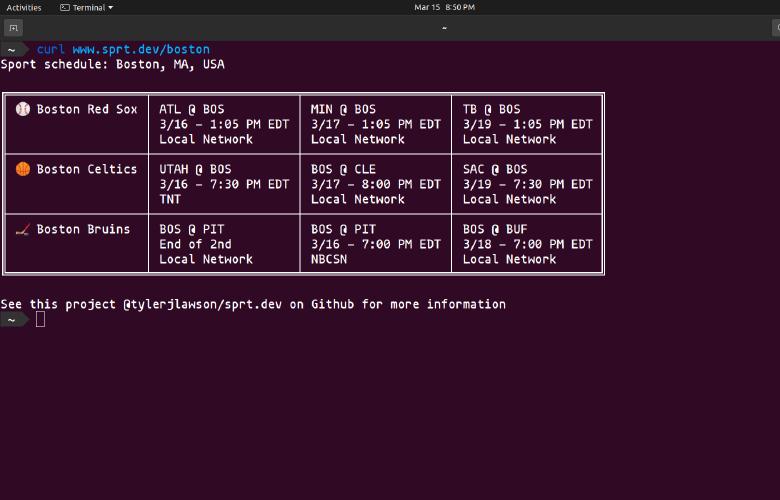 Activities Terminal Mar 15 8:50 PM
~
~ curl www.sprt.dev/boston
Sport schedule: Boston, MA, USA
Boston Red Sox ATL @ BOS MIN @ BOS TB @ BOS
3/16 - 1:05 PM EDT 3/17 - 1:05 PM EDT 3/19 - 1:05 PM EDT
Local Network Local Network Local Network
Boston Celtics UTAH @ BOS BOS @ CLE SAC @ BOS
3/16 - 7:30 PM EDT 3/17 - 8:00 PM EDT 3/19 - 7:30 PM EDT
TNT Local Network Local Network
Boston Bruins BOS @ PIT BOS @ PIT BOS @ BUF
End of 2nd 3/16 - 7:00 PM EDT 3/18 - 7:00 PM EDT
Local Network NBCSN Local Network
See this project @tylerjlawson/sprt.dev on Github for more information
~